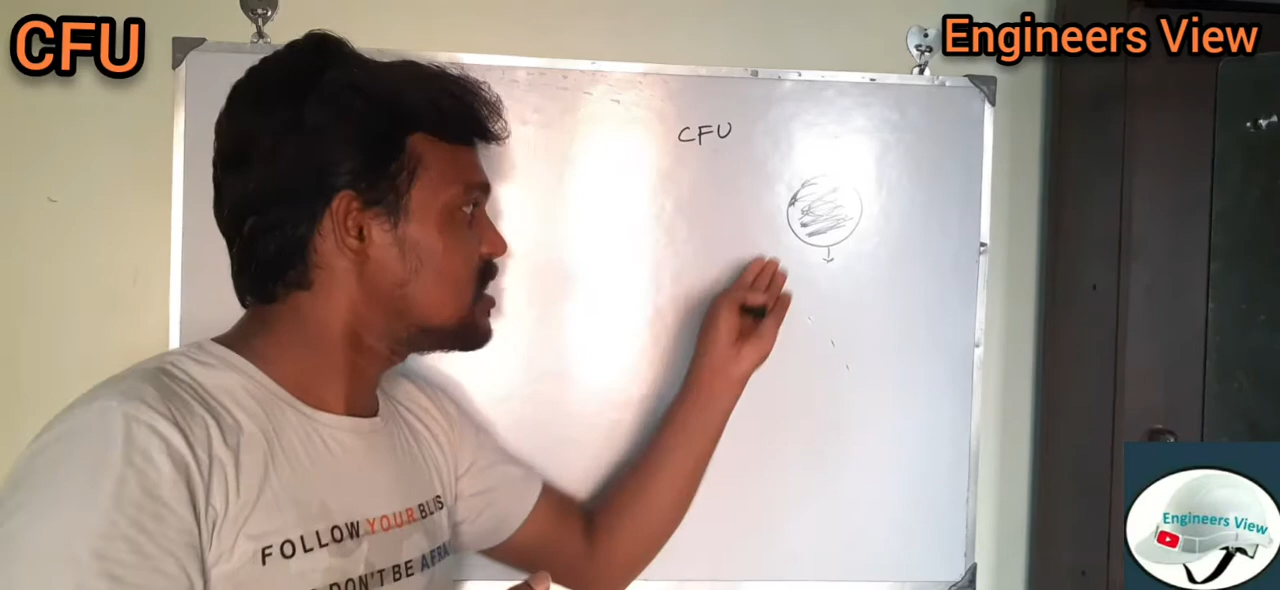 CFU
Engineers View
CFU
FOLLOW YOUR BLIS
DON'T BE AFRA
Engineers View